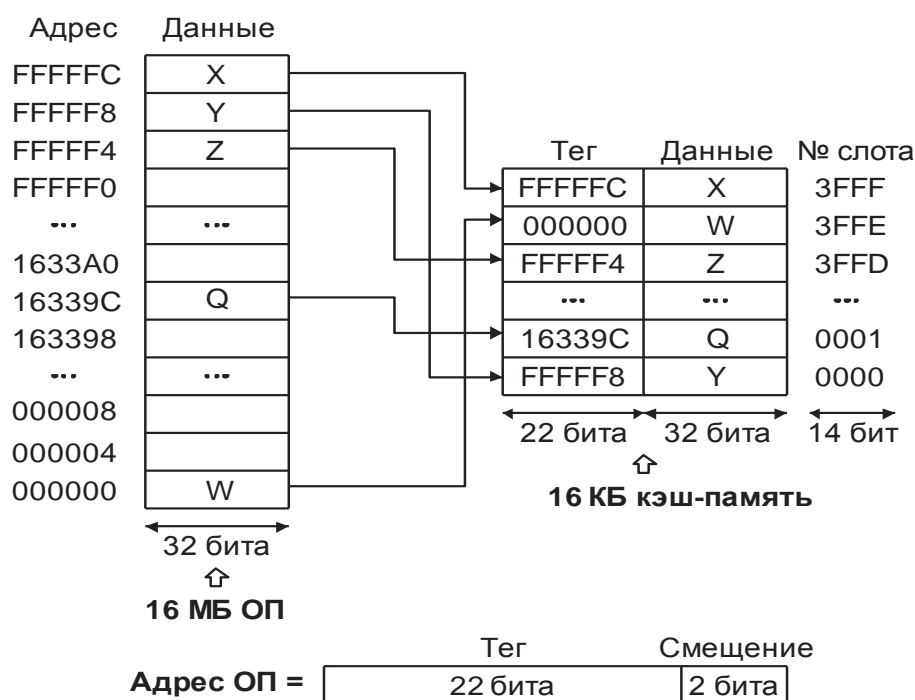 Адрес Данные
FFFFFC X
FFFFF8 Y
FFFFF4 Z Тег Данные № слота
FFFFF0 FFFFFC X 3FFF
... ... 000000 W 3FFE
1633A0 FFFFF4 Z 3FFD
16339C Q ... ... ...
163398 16339C Q 0001
... ... FFFFF8 Y 0000
000008
000004 22 бита 32 бита 14 бит
000000 W 16 КБ кэш-память
32 бита
16 МБ ОП
Тег Смещение
Адрес ОП = 22 бита 2 бита